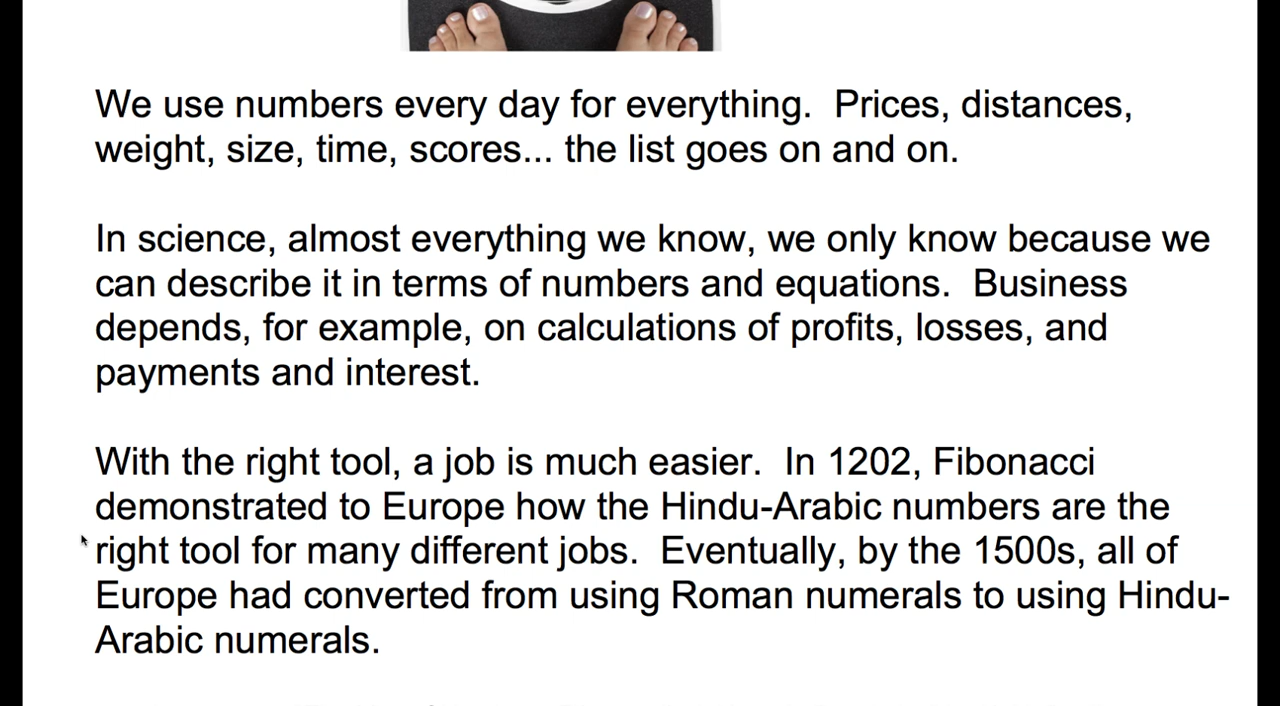 We use numbers every day for everything.  Prices, distances,
weight, size, time, scores... the list goes on and on.
In science, almost everything we know, we only know because we
can describe it in terms of numbers and equations.  Business
depends, for example, on calculations of profits, losses, and
payments and interest.
With the right tool, a job is much easier.  In 1202, Fibonacci
demonstrated to Europe how the Hindu-Arabic numbers are the
right tool for many different jobs.  Eventually, by the 1500s, all of
Europe had converted from using Roman numerals to using Hindu-
Arabic numerals.